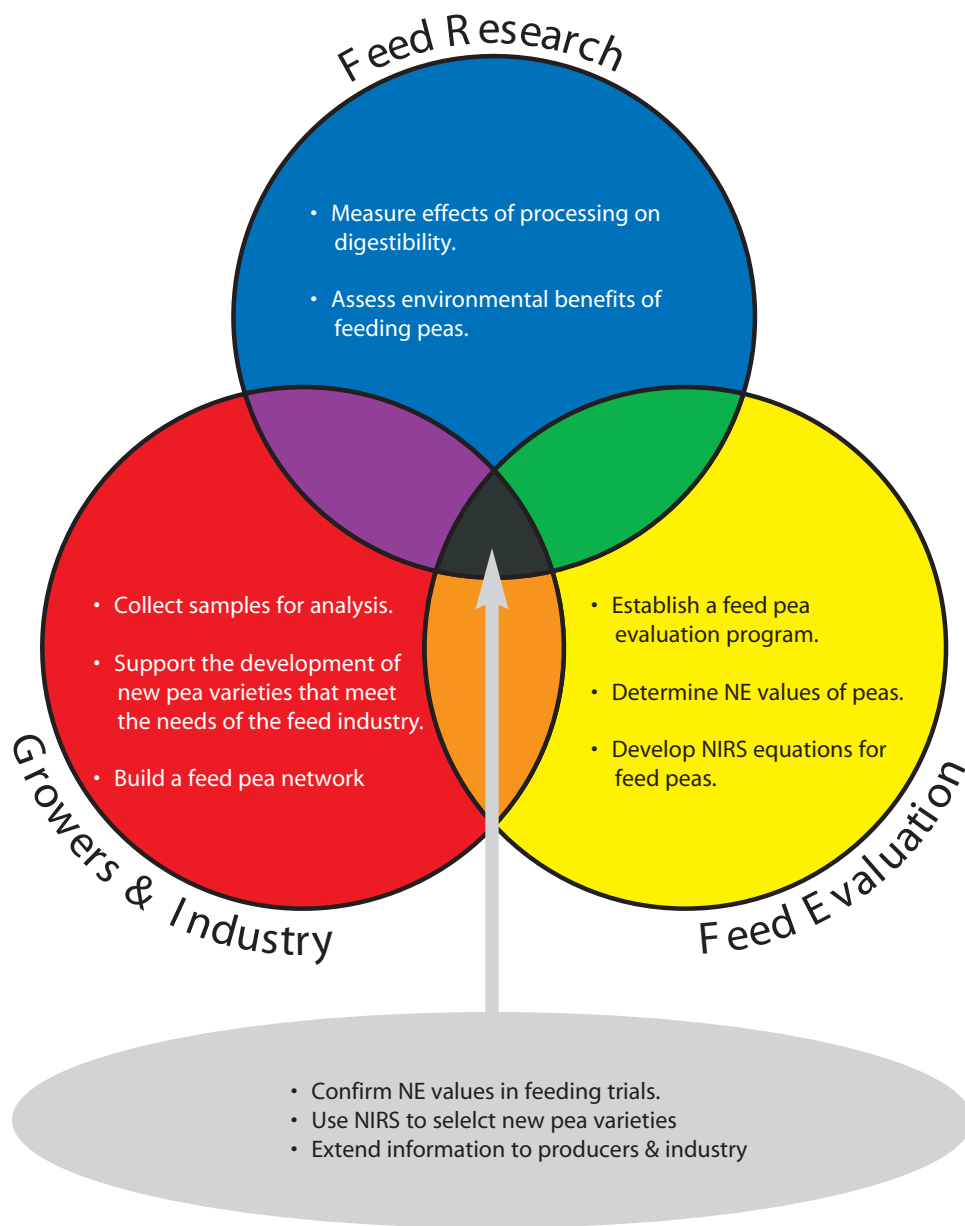 Feed Research
• Measure effects of processing on
digestibility.
• Assess environmental benefits of
feeding peas.
• Collect samples for analysis.
• Support the development of
new pea varieties that meet
the needs of the feed industry.
• Build a feed pea network
Growers & Industry
• Establish a feed pea
evaluation program.
• Determine NE values of peas.
• Develop NIRS equations for
feed peas.
Feed Evaluation
• Confirm NE values in feeding trials.
• Use NIRS to selelct new pea varieties
• Extend information to producers & industry